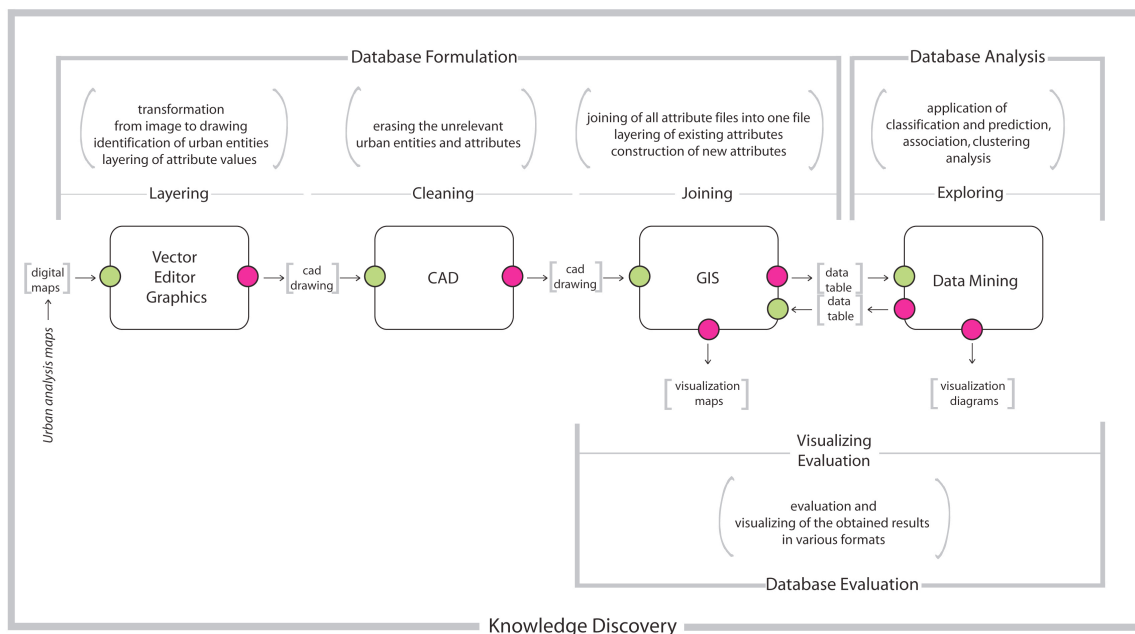 Database Formulation
Database Analysis
transformation
from image to drawing
identification of urban entities
layering of attribute values
erasing the unrelevant
urban entities and attributes
joining of all attribute files into one file
layering of existing attributes
construction of new attributes
application of
classification and prediction,
association, clustering
analysis
Layering
Cleaning
Joining
Exploring
digital
maps
Vector
Editor
Graphics
cad
drawing
CAD
cad
drawing
GIS
data
table
data
table
Data Mining
Urban analysis maps
visualization
maps
visualization
diagrams
Visualizing
Evaluation
evaluation and
visualizing of the obtained results
in various formats
Database Evaluation
Knowledge Discovery